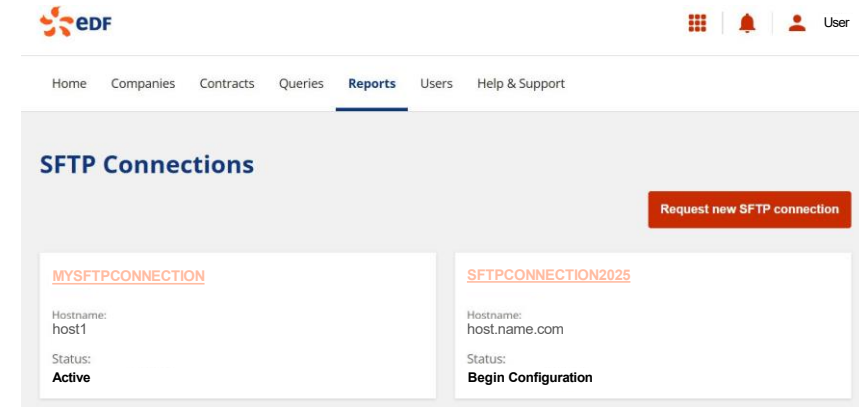 eDF
User
Home Companies Contracts Queries Reports Users Help & Support
SFTP Connections
Request new SFTP connection
MYSFTPCONNECTION
Hostname:
host1
Status:
Active
SFTPCONNECTION2025
Hostname:
host.name.com
Status:
Begin Configuration